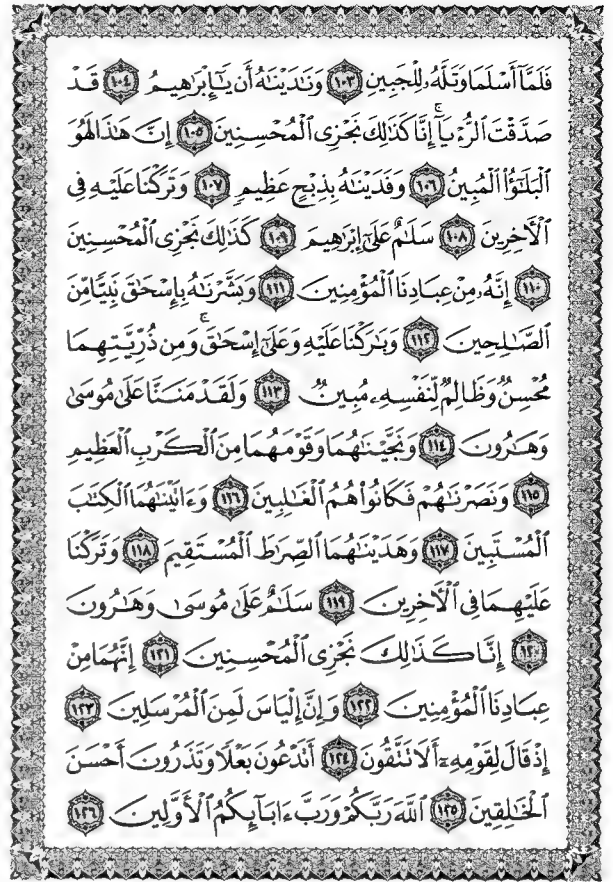 فَلَمَّآ أَسْلَمَا وَتَلَّهُۥ لِلْجَبِينِ ١٠٣ وَنَٰدَيْنَٰهُ أَن يَٰٓإِبْرَٰهِيمُ ١٠٤ قَدْ
صَدَّقْتَ ٱلرُّءْيَآ ۚ إِنَّا كَذَٰلِكَ نَجْزِى ٱلْمُحْسِنِينَ ١٠٥ إِنَّ هَٰذَا لَهُوَ
ٱلْبَلَٰٓؤُا۟ ٱلْمُبِينُ ١٠٦ وَفَدَيْنَٰهُ بِذِبْحٍ عَظِيمٍ ١٠٧ وَتَرَكْنَا عَلَيْهِ فِى
ٱلْأَخِرِينَ ١٠٨ سَلَٰمٌ عَلَىٰٓ إِبْرَٰهِيمَ ١٠٩ كَذَٰلِكَ نَجْزِى ٱلْمُحْسِنِينَ
١١٠ إِنَّهُۥ مِنْ عِبَادِنَا ٱلْمُؤْمِنِينَ ١١١ وَبَشَّرْنَٰهُ بِإِسْحَٰقَ نَبِيًّا مِّنَ
ٱلصَّٰلِحِينَ ١١٢ وَبَٰرَكْنَا عَلَيْهِ وَعَلَىٰٓ إِسْحَٰقَ ۚ وَمِن ذُرِّيَّتِهِمَا
مُحْسِنٌ وَظَالِمٌ لِّنَفْسِهِۦ مُبِينٌ ١١٣ وَلَقَدْ مَنَنَّا عَلَىٰ مُوسَىٰ
وَهَٰرُونَ ١١٤ وَنَجَّيْنَٰهُمَا وَقَوْمَهُمَا مِنَ ٱلْكَرْبِ ٱلْعَظِيمِ
١١٥ وَنَصَرْنَٰهُمْ فَكَانُوا۟ هُمُ ٱلْغَٰلِبِينَ ١١٦ وَءَاتَيْنَٰهُمَا ٱلْكِتَٰبَ
ٱلْمُسْتَبِينَ ١١٧ وَهَدَيْنَٰهُمَا ٱلصِّرَٰطَ ٱلْمُسْتَقِيمَ ١١٨ وَتَرَكْنَا
عَلَيْهِمَا فِى ٱلْأَخِرِينَ ١١٩ سَلَٰمٌ عَلَىٰ مُوسَىٰ وَهَٰرُونَ
١٢٠ إِنَّا كَذَٰلِكَ نَجْزِى ٱلْمُحْسِنِينَ ١٢١ إِنَّهُمَا مِنْ
عِبَادِنَا ٱلْمُؤْمِنِينَ ١٢٢ وَإِنَّ إِلْيَاسَ لَمِنَ ٱلْمُرْسَلِينَ ١٢٣
إِذْ قَالَ لِقَوْمِهِۦٓ أَلَا تَتَّقُونَ ١٢٤ أَتَدْعُونَ بَعْلًا وَتَذَرُونَ أَحْسَنَ
ٱلْخَٰلِقِينَ ١٢٥ ٱللَّهَ رَبَّكُمْ وَرَبَّ ءَابَآئِكُمُ ٱلْأَوَّلِينَ ١٢٦